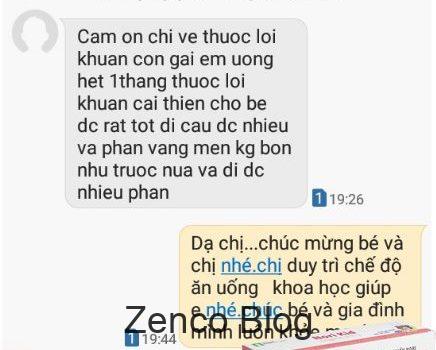 Cam on chi ve thuoc loi
khuan con gai em uong
het 1thang thuoc loi
khuan cai thien cho be
dc rat tot di cau dc nhieu
va phan vang men kg bon
nhu truoc nua va di dc
nhieu phan
1 19:26
Dạ chị...chúc mừng bé và
chị nhé.chị duy trì chế độ
ăn uống khoa học giúp
e nhé.chúc bé và gia đình
mình luôn khỏe
Zenco Blog
1 19:44